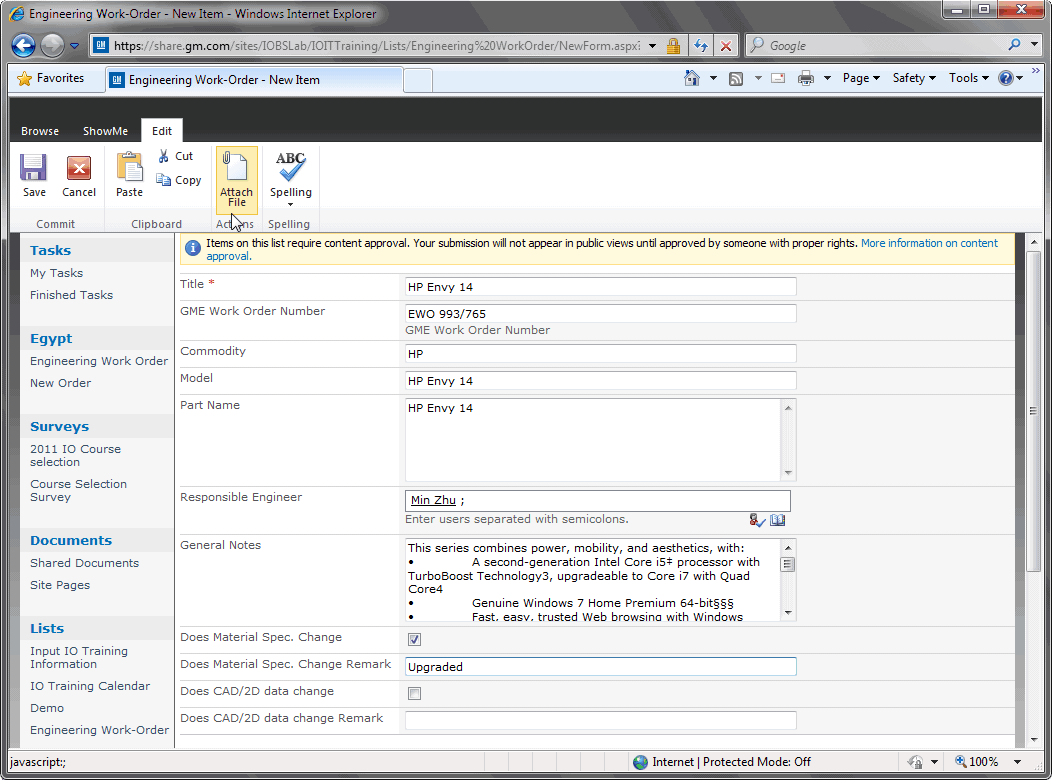 Engineering Work-Order - New Item - Windows Internet Explorer
https://share.gm.com/sites/IOBSLab/IOITTraining/Lists/Engineering%20WorkOrder/NewForm.aspx?
Google
Favorites
GM Engineering Work-Order - New Item
Page Safety Tools
Browse ShowMe Edit
Save
Cancel
Paste
Cut
Copy
Attach
File
ABC
Spelling
Commit Clipboard Actions Spelling
Tasks
My Tasks
Finished Tasks
Egypt
Engineering Work Order
New Order
Surveys
2011 IO Course
selection
Course Selection
Survey
Documents
Shared Documents
Site Pages
Lists
Input IO Training
Information
IO Training Calendar
Demo
Engineering Work-Order
Items on this list require content approval. Your submission will not appear in public views until approved by someone with proper rights. More information on content
approval.
Title * HP Envy 14
GME Work Order Number EWO 993/765
GME Work Order Number
Commodity HP
Model HP Envy 14
Part Name HP Envy 14
Responsible Engineer Min Zhu ;
Enter users separated with semicolons.
General Notes This series combines power, mobility, and aesthetics, with:
• A second-generation Intel Core i5‡ processor with
TurboBoost Technology3, upgradeable to Core i7 with Quad
Core4
• Genuine Windows 7 Home Premium 64-bit§§§
• Fast, easy, trusted Web browsing with Windows
Does Material Spec. Change
Does Material Spec. Change Remark Upgraded
Does CAD/2D data change
Does CAD/2D data change Remark
javascript:; Internet | Protected Mode: Off 100%